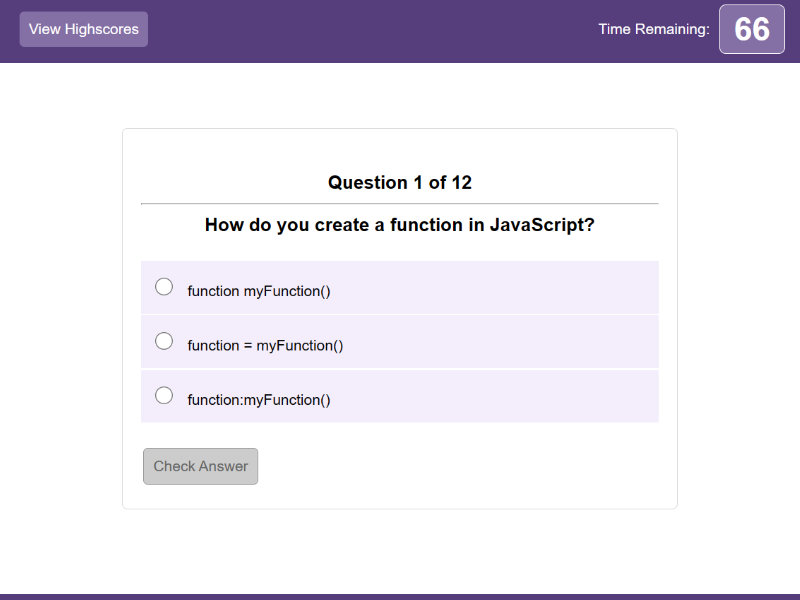 View Highscores
Time Remaining:
66
Question 1 of 12
How do you create a function in JavaScript?
function myFunction()
function = myFunction()
function:myFunction()
Check Answer